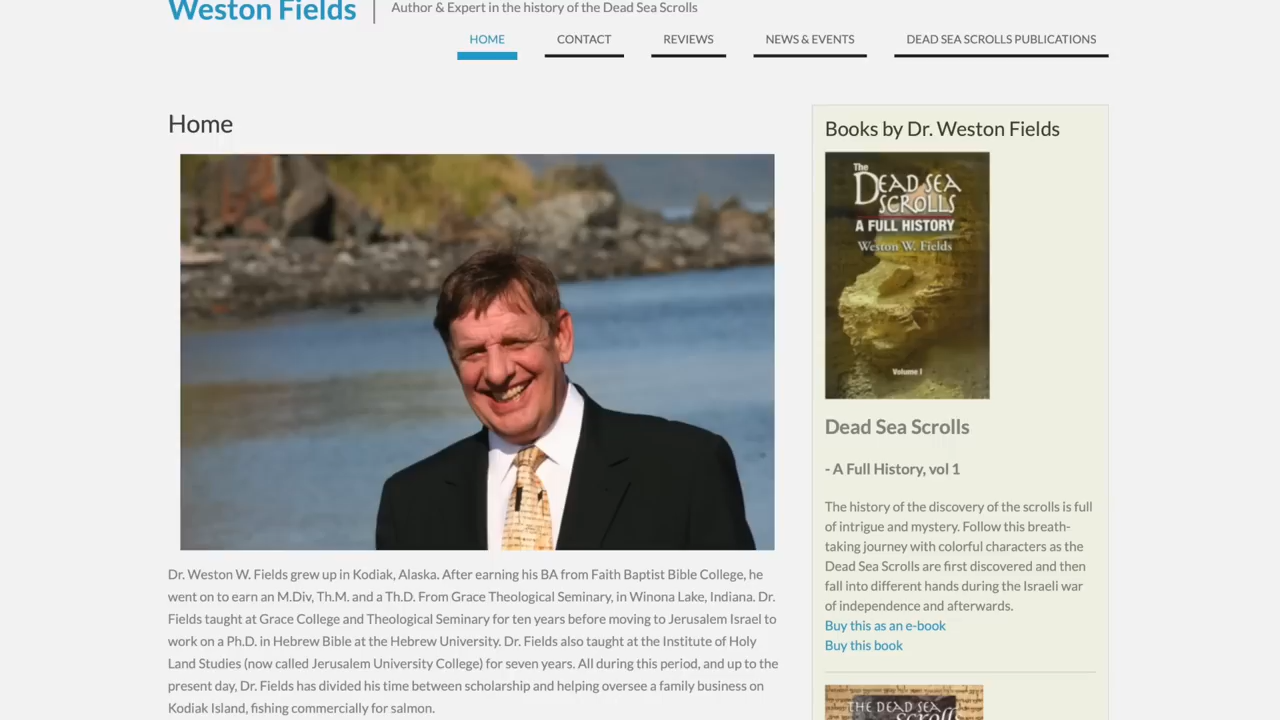 Weston Fields
Author & Expert in the history of the Dead Sea Scrolls
HOME
CONTACT
REVIEWS
NEWS & EVENTS
DEAD SEA SCROLLS PUBLICATIONS
Home
Dr. Weston W. Fields grew up in Kodiak, Alaska. After earning his BA from Faith Baptist Bible College, he
went on to earn an M.Div, Th.M. and a Th.D. From Grace Theological Seminary, in Winona Lake, Indiana. Dr.
Fields taught at Grace College and Theological Seminary for ten years before moving to Jerusalem Israel to
work on a Ph.D. in Hebrew Bible at the Hebrew University. Dr. Fields also taught at the Institute of Holy
Land Studies (now called Jerusalem University College) for seven years. All during this period, and up to the
present day, Dr. Fields has divided his time between scholarship and helping oversee a family business on
Kodiak Island, fishing commercially for salmon.
Books by Dr. Weston Fields
The
DEAD SEA
SCROLLS
A FULL HISTORY
Weston W. Fields
Volume I
Dead Sea Scrolls
- A Full History, vol 1
The history of the discovery of the scrolls is full
of intrigue and mystery. Follow this breath-
taking journey with colorful characters as the
Dead Sea Scrolls are first discovered and then
fall into different hands during the Israeli war
of independence and afterwards.
Buy this as an e-book
Buy this book
THE DEAD SEA
scrolls